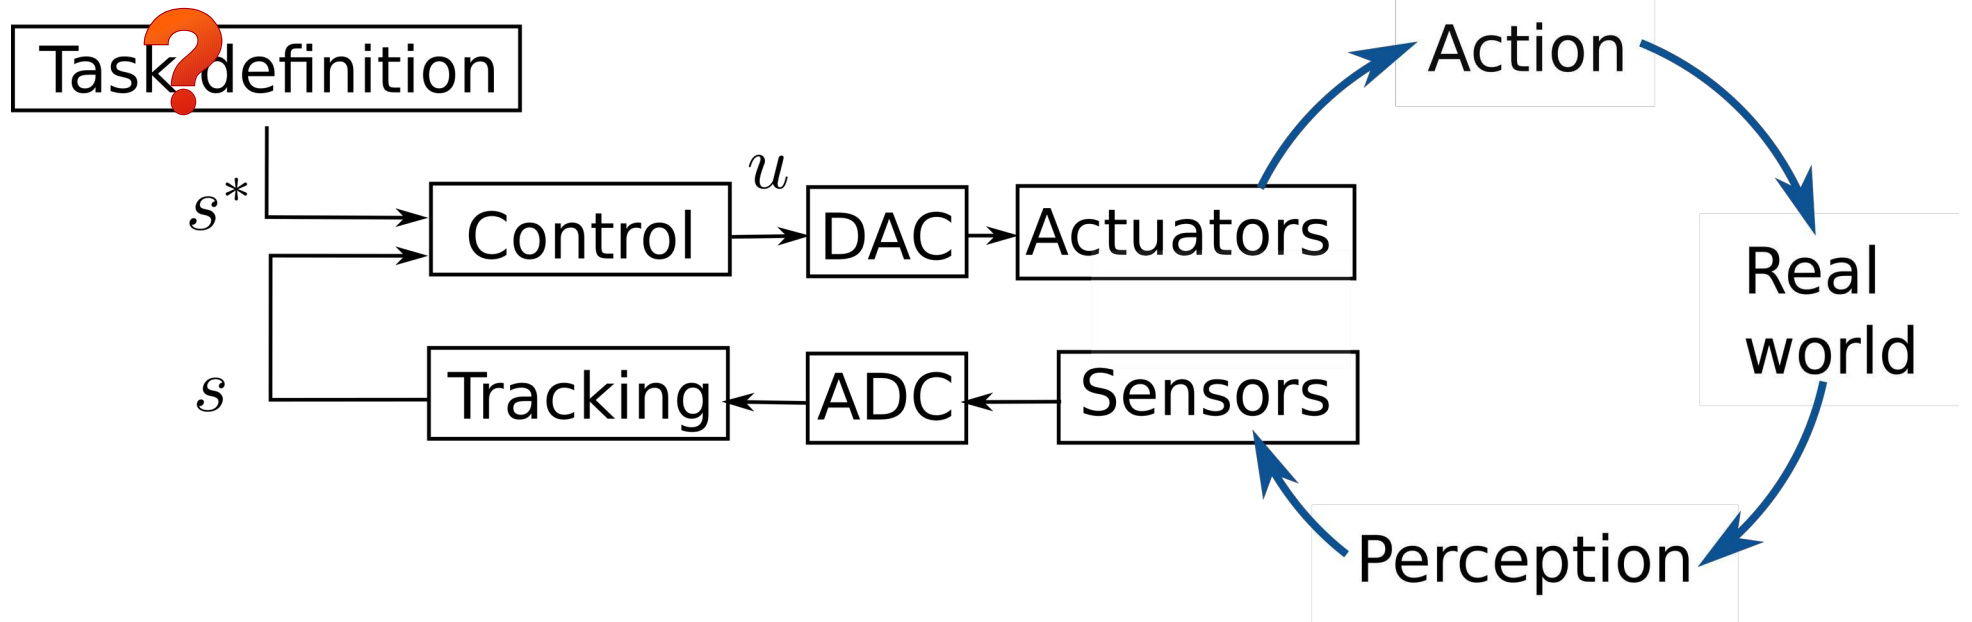 Task definition
?
Action
u
s*
Control
DAC
Actuators
Real
world
s
Tracking
ADC
Sensors
Perception